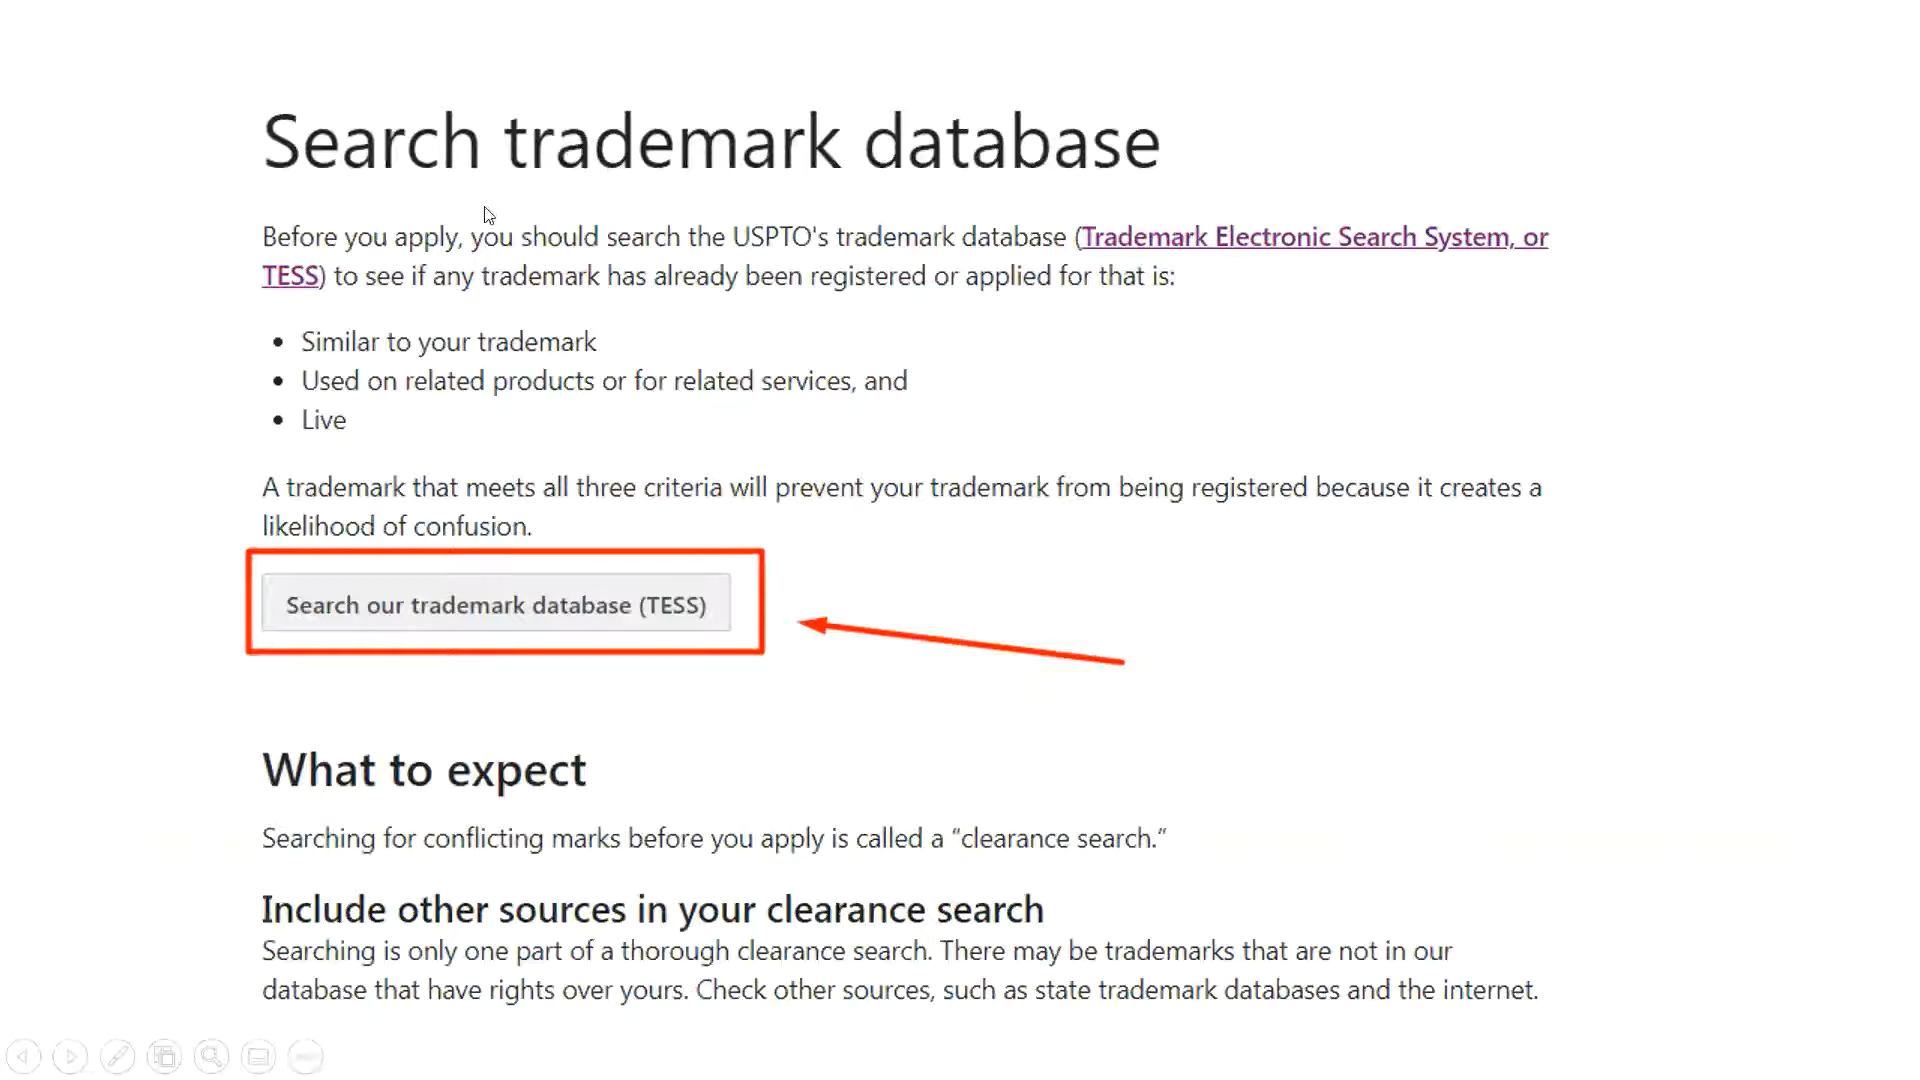 Search trademark database
Before you apply, you should search the USPTO's trademark database (Trademark Electronic Search System, or
TESS) to see if any trademark has already been registered or applied for that is:
• Similar to your trademark
• Used on related products or for related services, and
• Live
A trademark that meets all three criteria will prevent your trademark from being registered because it creates a
likelihood of confusion.
Search our trademark database (TESS)
What to expect
Searching for conflicting marks before you apply is called a “clearance search.”
Include other sources in your clearance search
Searching is only one part of a thorough clearance search. There may be trademarks that are not in our
database that have rights over yours. Check other sources, such as state trademark databases and the internet.